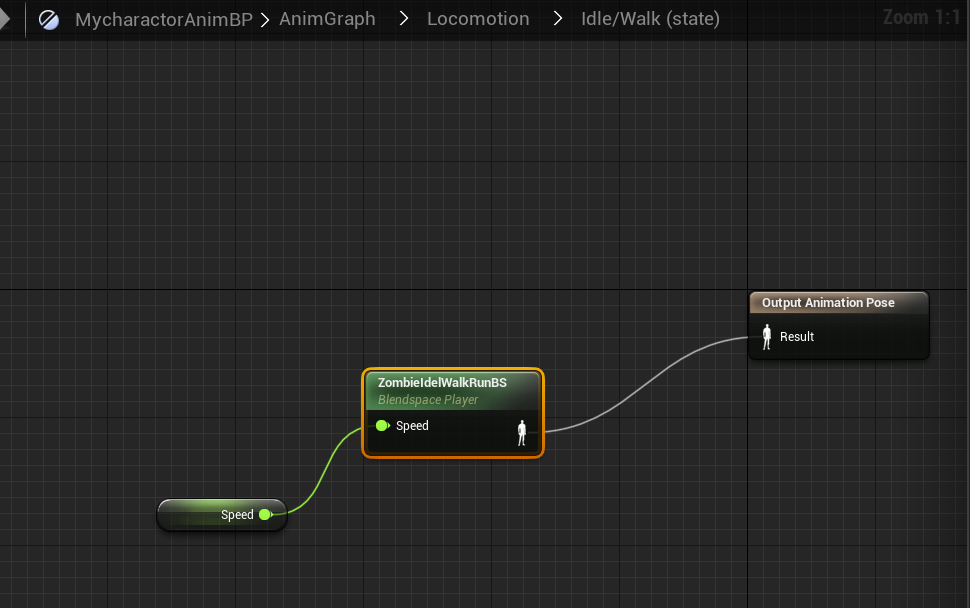 MycharactorAnimBP > AnimGraph > Locomotion > Idle/Walk (state)
Zoom 1:1
Output Animation Pose
Result
ZombieIdelWalkRunBS
Blendspace Player
Speed
Speed